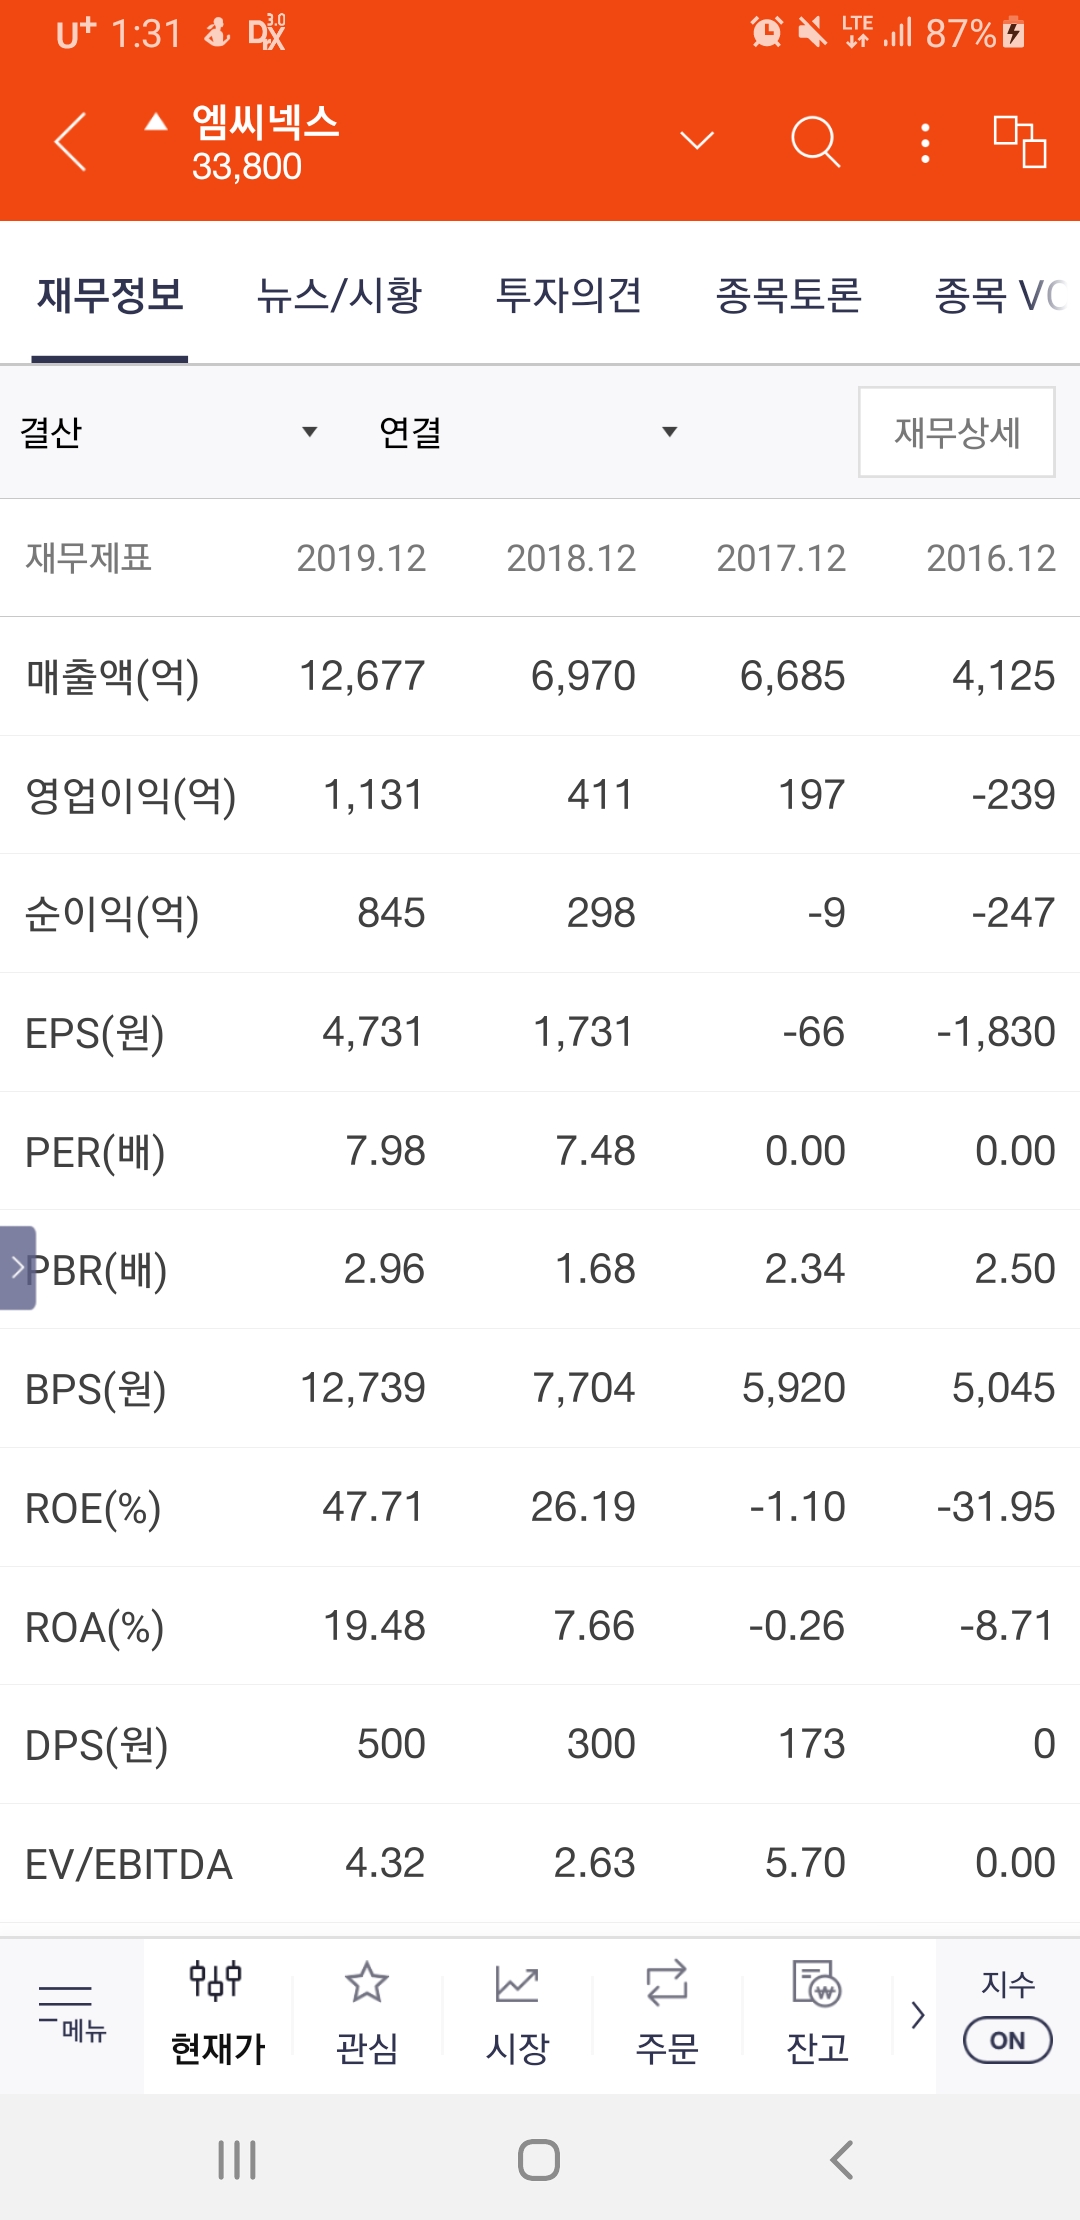 U+ 1:31 LTE 87%
엠씨넥스
33,800
재무정보 뉴스/시황 투자의견 종목토론 종목 VC
결산 연결 재무상세
재무제표 2019.12 2018.12 2017.12 2016.12
매출액(억) 12,677 6,970 6,685 4,125
영업이익(억) 1,131 411 197 -239
순이익(억) 845 298 -9 -247
EPS(원) 4,731 1,731 -66 -1,830
PER(배) 7.98 7.48 0.00 0.00
PBR(배) 2.96 1.68 2.34 2.50
BPS(원) 12,739 7,704 5,920 5,045
ROE(%) 47.71 26.19 -1.10 -31.95
ROA(%) 19.48 7.66 -0.26 -8.71
DPS(원) 500 300 173 0
EV/EBITDA 4.32 2.63 5.70 0.00
메뉴 현재가 관심 시장 주문 잔고 지수
ON